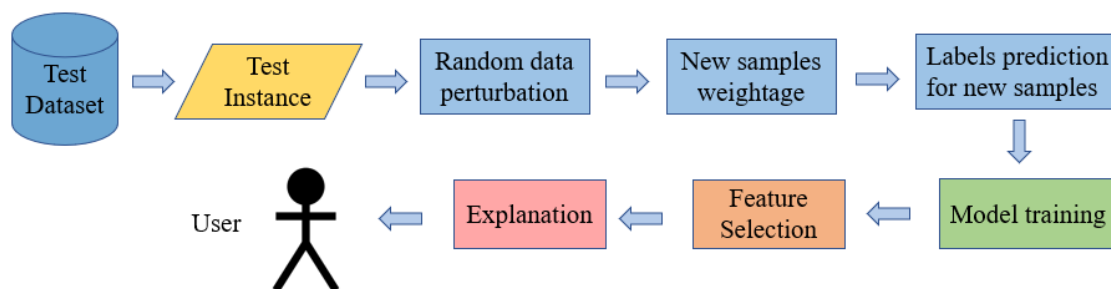 Test
Dataset
Test
Instance
Random data
perturbation
New samples
weightage
Labels prediction
for new samples
Model training
Feature
Selection
Explanation
User